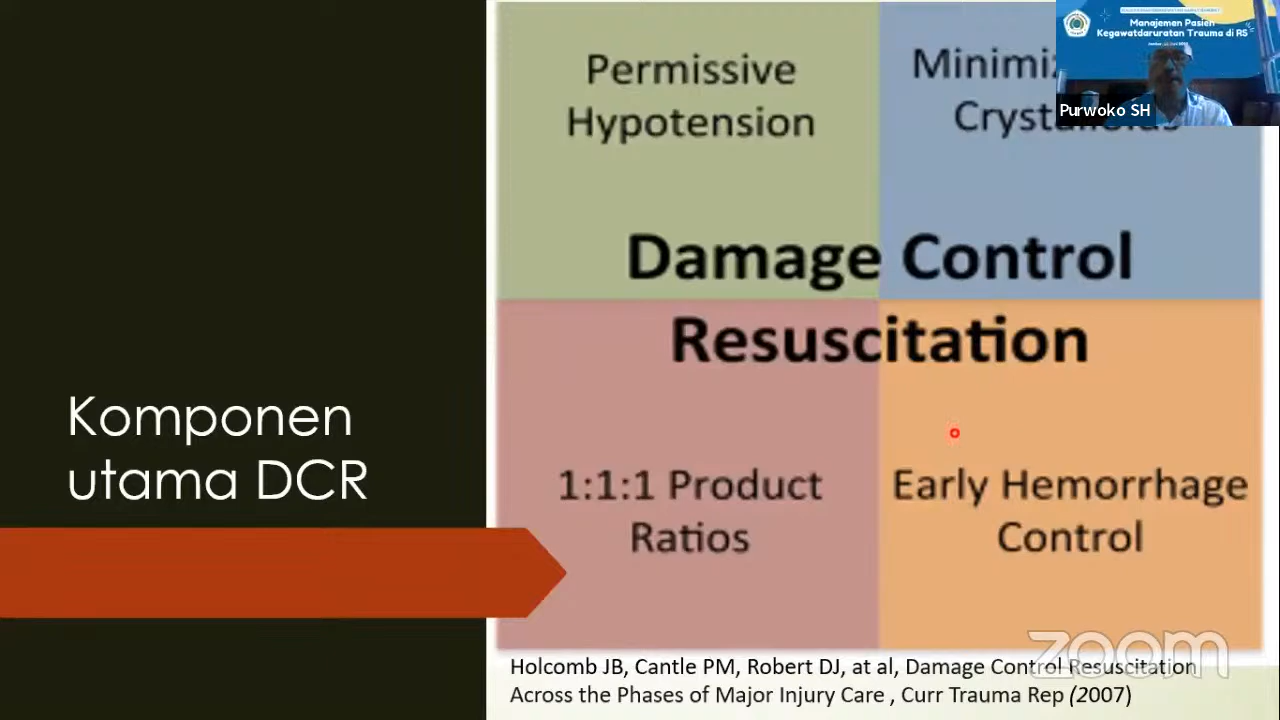 Manajemen Pasien
Kegawatdaruratan Trauma di RS
Purwoko SH
Permissive
Hypotension
Damage Control
Resuscitation
1:1:1 Product
Ratios
Early Hemorrhage
Control
Komponen
utama DCR
Holcomb JB, Cantle PM, Robert DJ, at al, Damage Control Resuscitation
Across the Phases of Major Injury Care , Curr Trauma Rep (2007)
zoom